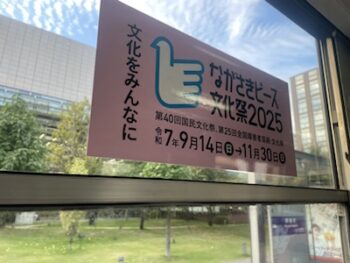 文化をみんなに
ながさきピース
文化祭2025
第40回国民文化祭、第25回全国障害者芸術・文化祭
令和7年9月14日日→11月30日日